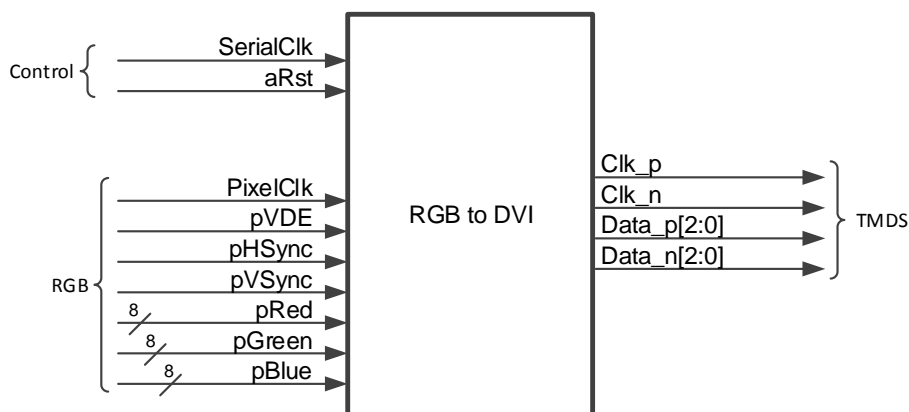 SerialClk
Control
aRst
PixelClk
pVDE
pHSync
pVSync
RGB
8 pRed
8 pGreen
8 pBlue
RGB to DVI
Clk_p
Clk_n
Data_p[2:0]
Data_n[2:0]
TMDS